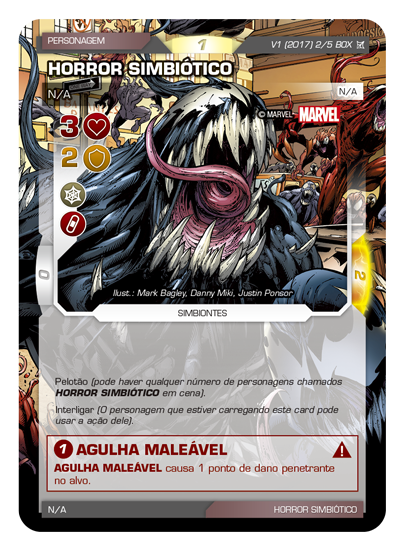 PERSONAGEM
1
V1 (2017) 2/5 BOX
HORROR SIMBIÓTICO
N/A
N/A
© MARVEL MARVEL
3
2
0
2
Ilust.: Mark Bagley, Danny Miki, Justin Ponsor
SIMBIONTES
Pelotão (pode haver qualquer número de personagens chamados
HORROR SIMBIÓTICO em cena).
Interligar (O personagem que estiver carregando este card pode
usar a ação dele).
1 AGULHA MALEÁVEL
AGULHA MALEÁVEL causa 1 ponto de dano penetrante
no alvo.
N/A
HORROR SIMBIÓTICO